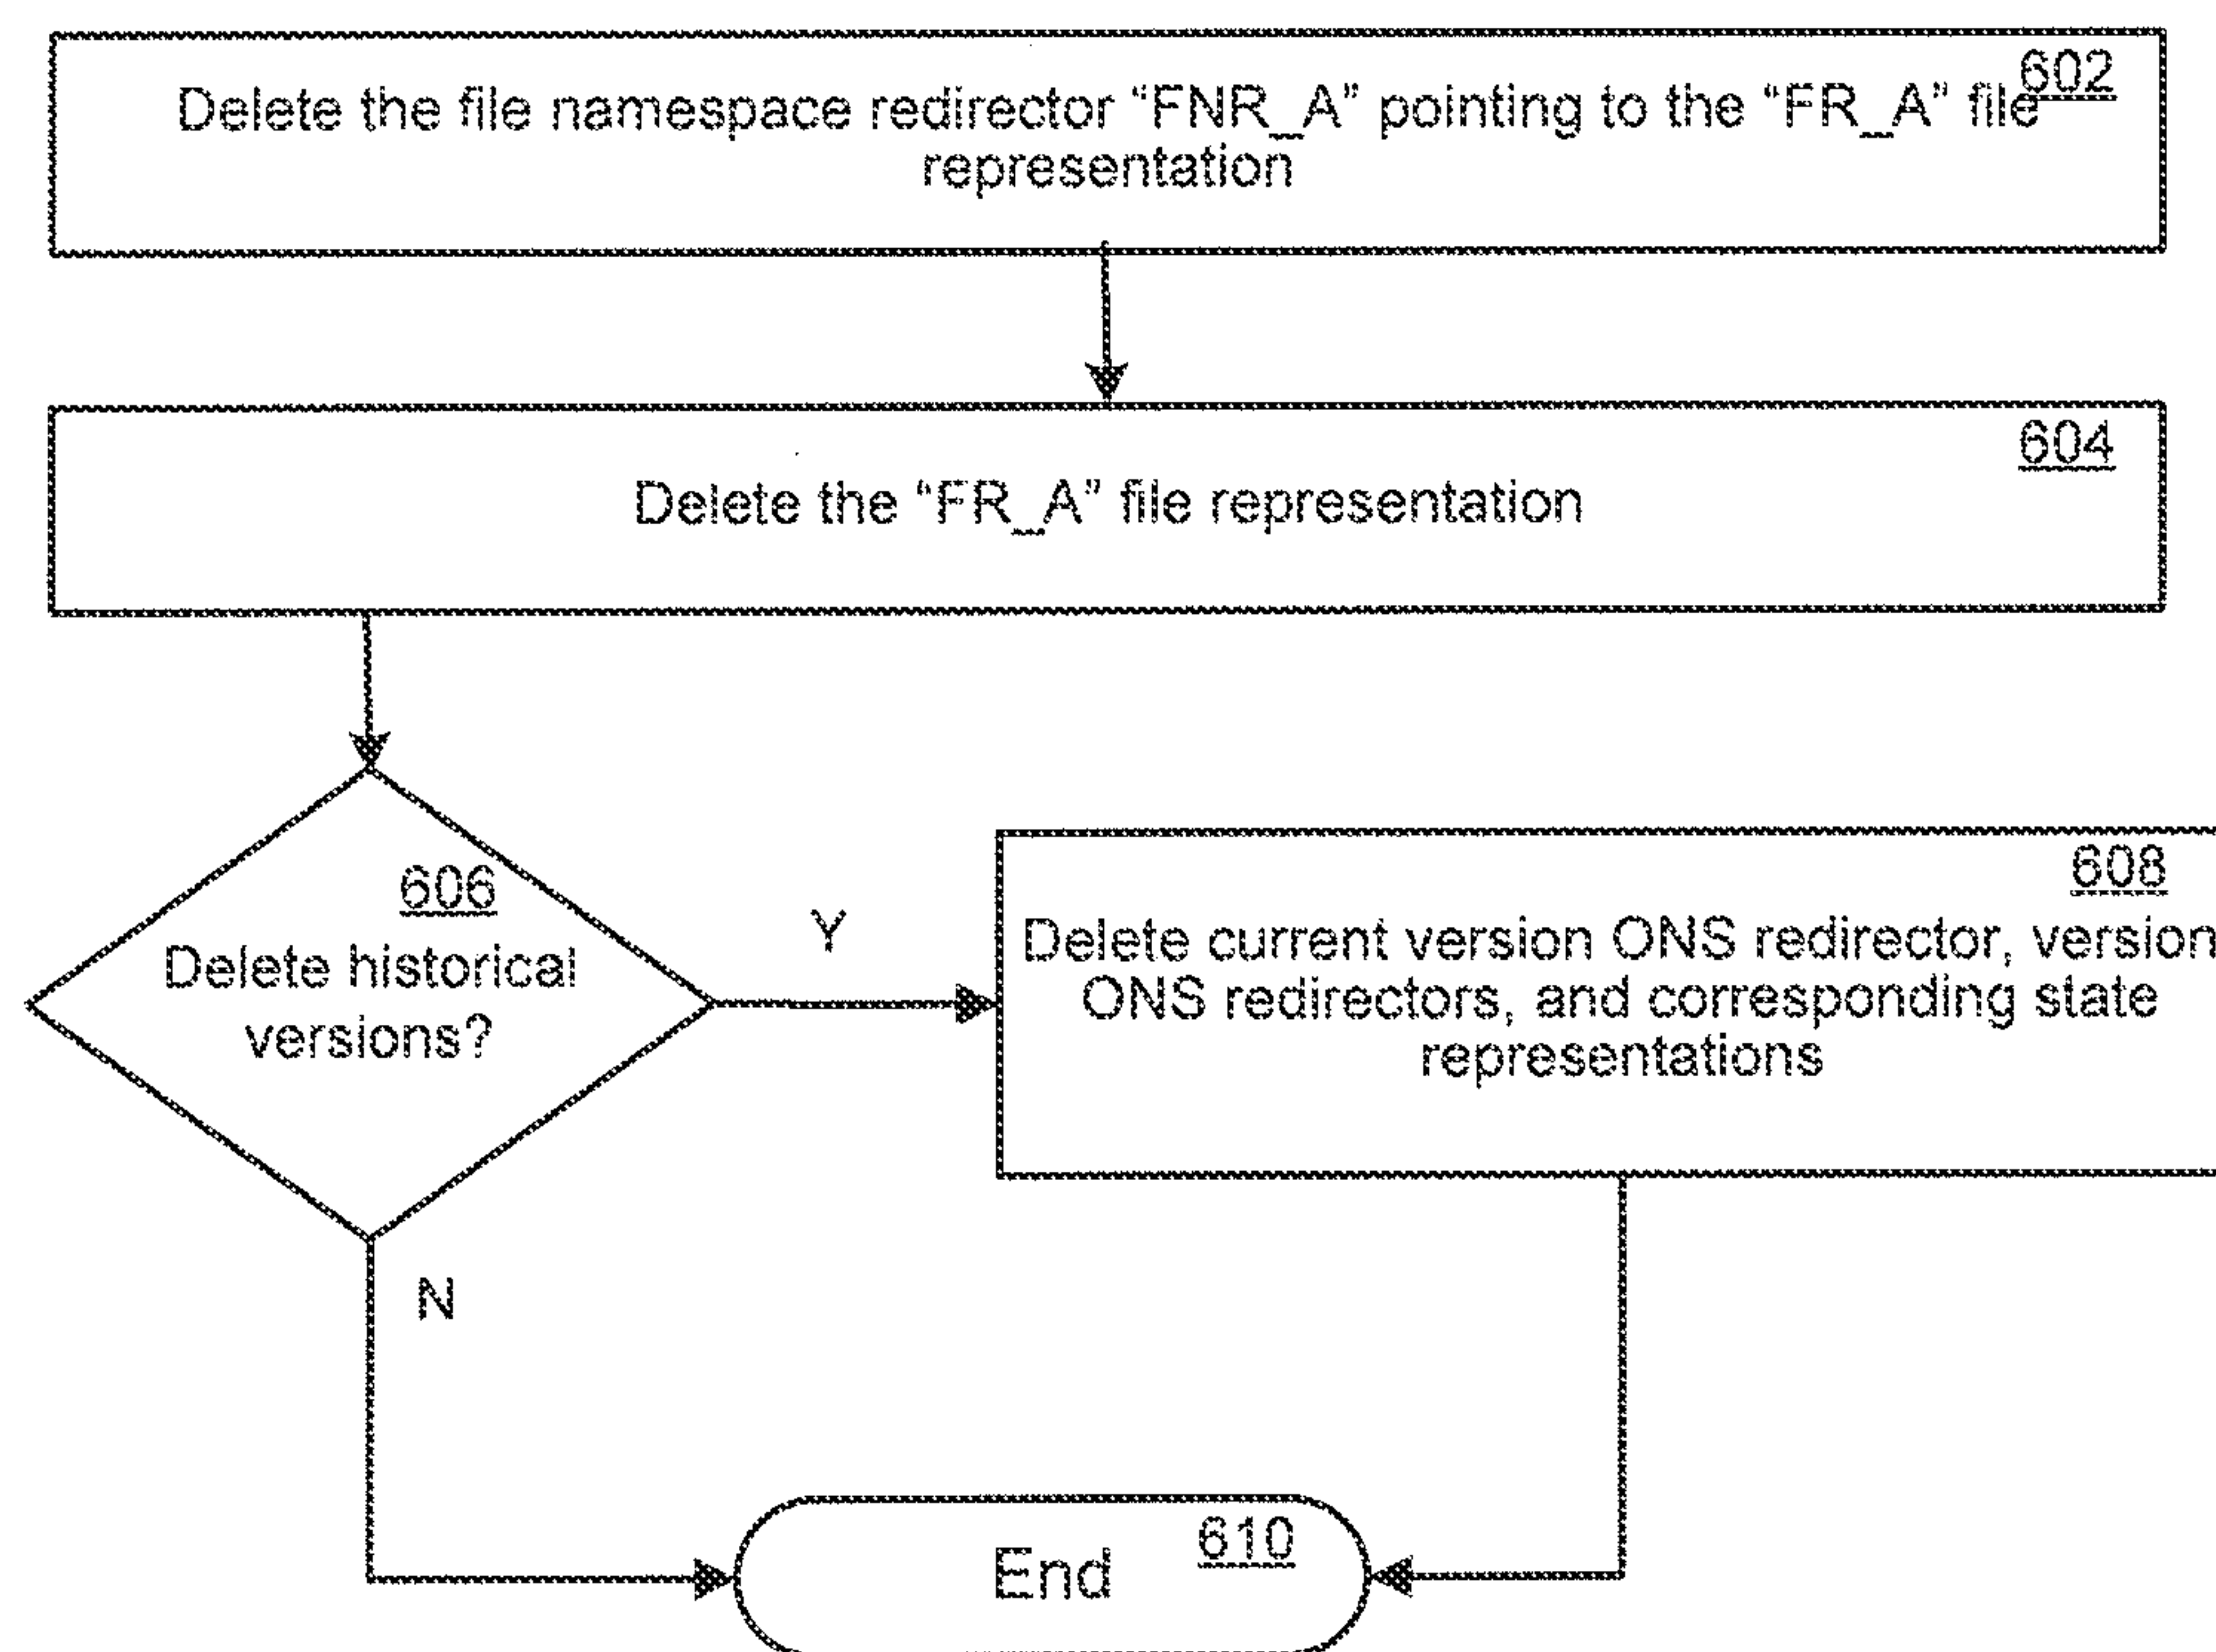 602
Delete the file namespace redirector “FNR_A” pointing to the “FR_A” file
representation
604
Delete the “FR_A” file representation
606
Delete historical
versions?
Y
608
Delete current version ONS redirector, version
ONS redirectors, and corresponding state
representations
N
610
End